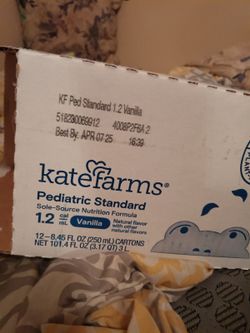 KF Ped Standard 1.2 Vanilla
4008P2F6A 2
Best By: APR 07 25 16:39
katefarms®
Pediatric Standard
Sole-Source Nutrition Formula
1.2 cal per mL Vanilla Natural flavor with other natural flavors
12–8.45 FL OZ (250 mL) CARTONS
NET 101.4 FL OZ (3.17 QT) 3L